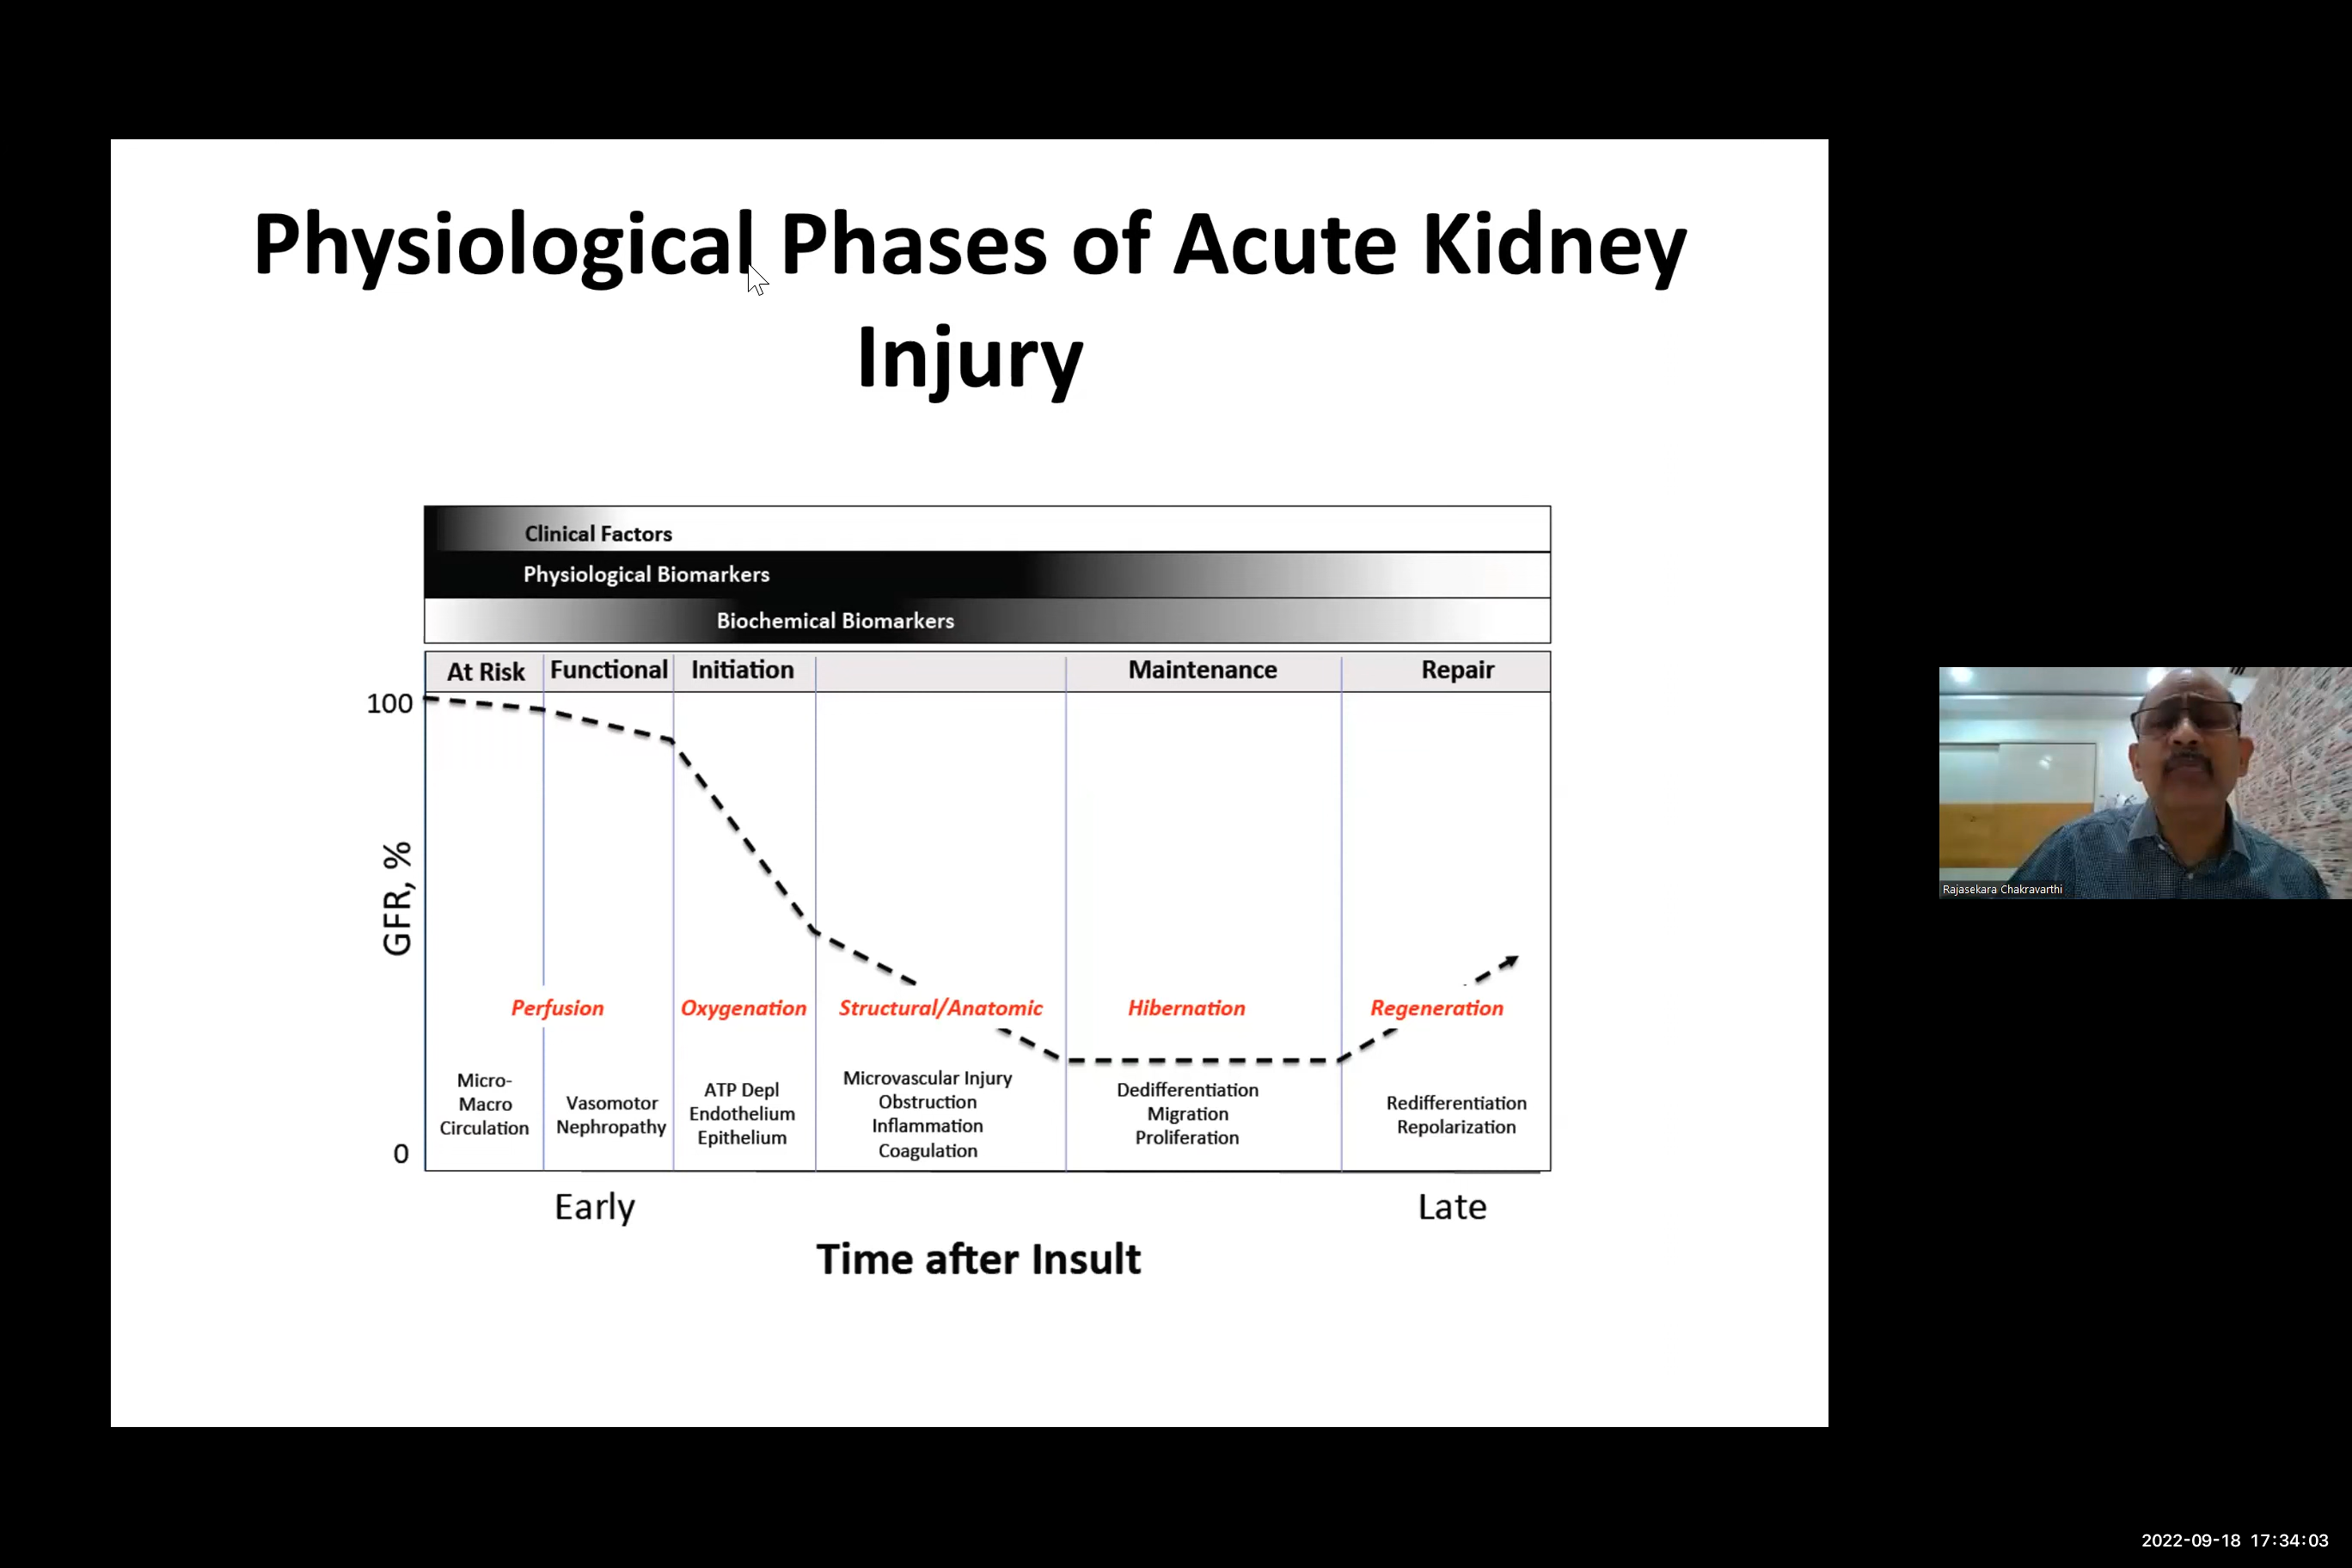 Physiological Phases of Acute Kidney
Injury
Clinical Factors
Physiological Biomarkers
Biochemical Biomarkers
At Risk Functional Initiation Maintenance Repair
100
GFR, %
0
Perfusion Oxygenation Structural/Anatomic Hibernation Regeneration
Micro-
Macro
Circulation
Vasomotor
Nephropathy
ATP Depl
Endothelium
Epithelium
Microvascular Injury
Obstruction
Inflammation
Coagulation
Dedifferentiation
Migration
Proliferation
Redifferentiation
Repolarization
Early Late
Time after Insult
Rajasekara Chakravarthi
2022-09-18 17:34:03